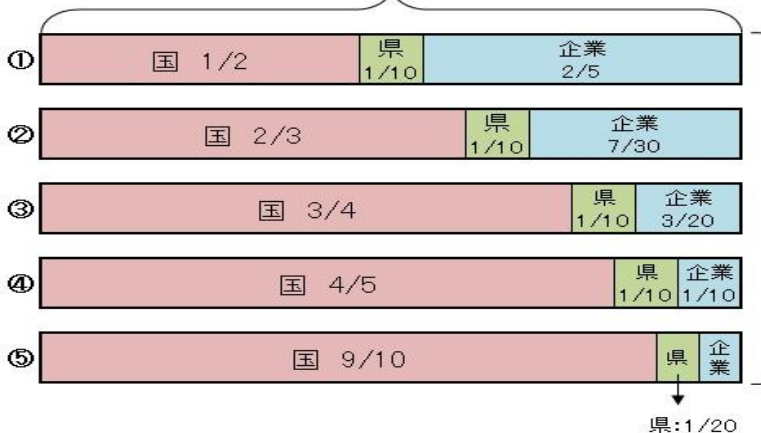 ① 国 1/2 県 1/10 企業 2/5
② 国 2/3 県 1/10 企業 7/30
③ 国 3/4 県 1/10 企業 3/20
④ 国 4/5 県 1/10 企業 1/10
⑤ 国 9/10 県 企業
県:1/20